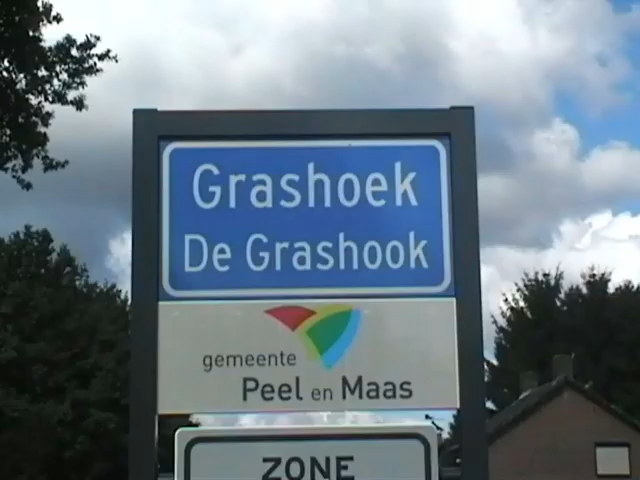 Grashoek
De Grashook
gemeente
Peel en Maas
ZONE